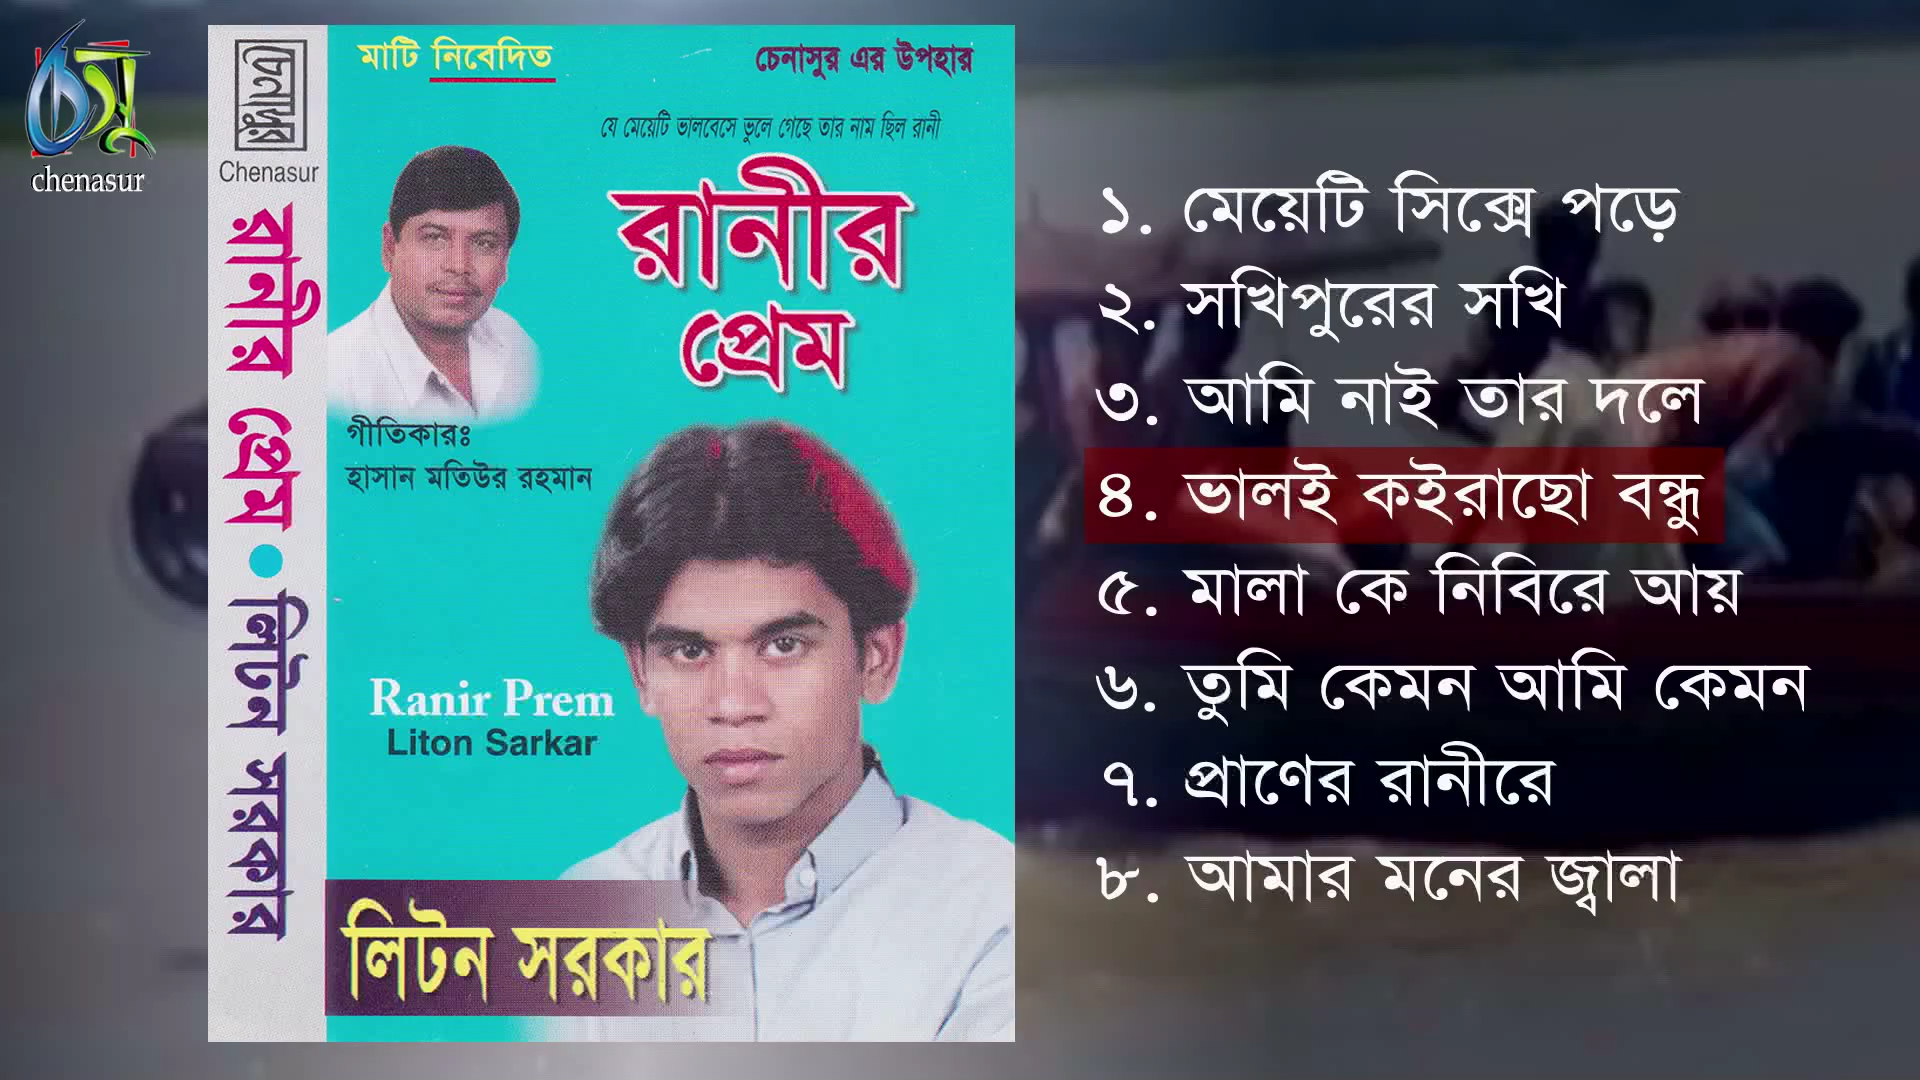 চেসু
chenasur
চেনাসুর
Chenasur
রানীর প্রেম • লিটন সরকার
মাটি নিবেদিত
চেনাসুর এর উপহার
যে মেয়েটি ভালবেসে ভুলে গেছে তার নাম ছিল রানী
রানীর
প্রেম
গীতিকারঃ
হাসান মতিউর রহমান
Ranir Prem
Liton Sarkar
লিটন সরকার
১. মেয়েটি সিক্সে পড়ে
২. সখিপুরের সখি
৩. আমি নাই তার দলে
৪. ভালই কইরাছো বন্ধু
৫. মালা কে নিবিরে আয়
৬. তুমি কেমন আমি কেমন
৭. প্রাণের রানীরে
৮. আমার মনের জ্বালা